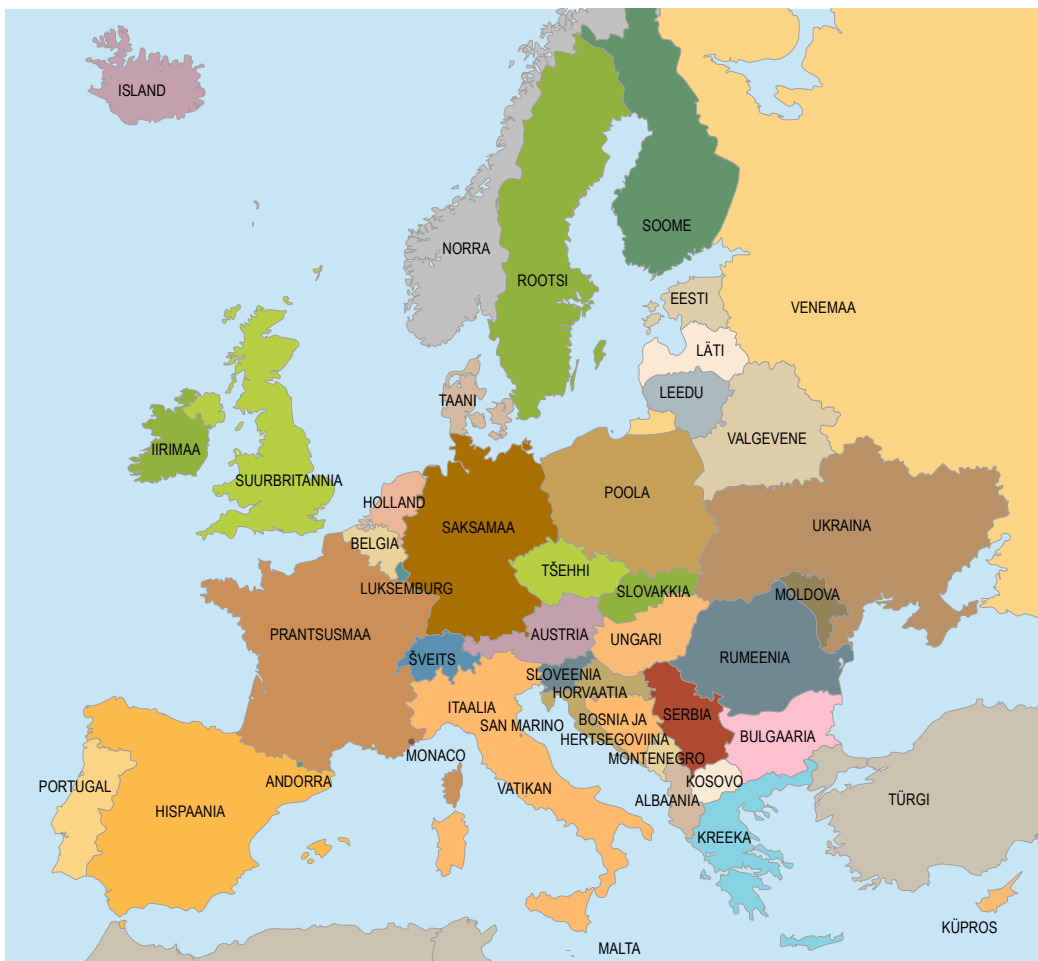 ISLAND
SOOME
NORRA
ROOTSI
EESTI
VENEMAA
LÄTI
LEEDU
TAANI
VALGEVENE
IIRIMAA
SUURBRITANNIA
HOLLAND
POOLA
SAKSAMAA
UKRAINA
BELGIA
TŠEHHI
LUKSEMBURG
SLOVAKKIA
MOLDOVA
PRANTSUSMAA
AUSTRIA
UNGARI
ŠVEITS
RUMEENIA
SLOVEENIA
HORVAATIA
ITAALIA
SAN MARINO
BOSNIA JA
HERTSEGOVIINA
SERBIA
BULGAARIA
MONACO
MONTENEGRO
ANDORRA
KOSOVO
PORTUGAL
VATIKAN
ALBAANIA
TÜRGI
HISPAANIA
KREEKA
KÜPROS
MALTA